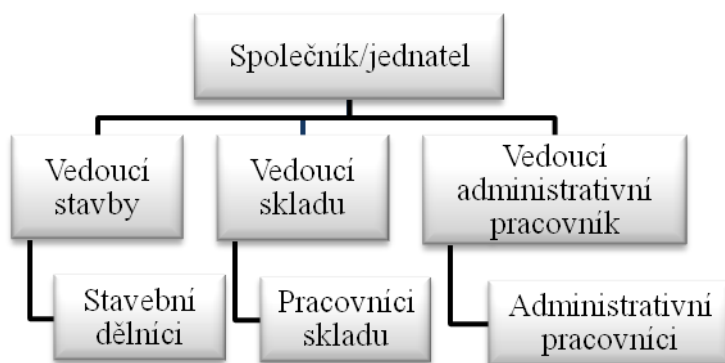 Společník/jednatel
Vedoucí
stavby
Vedoucí
skladu
Vedoucí
administrativní
pracovník
Stavební
dělníci
Pracovníci
skladu
Administrativní
pracovníci